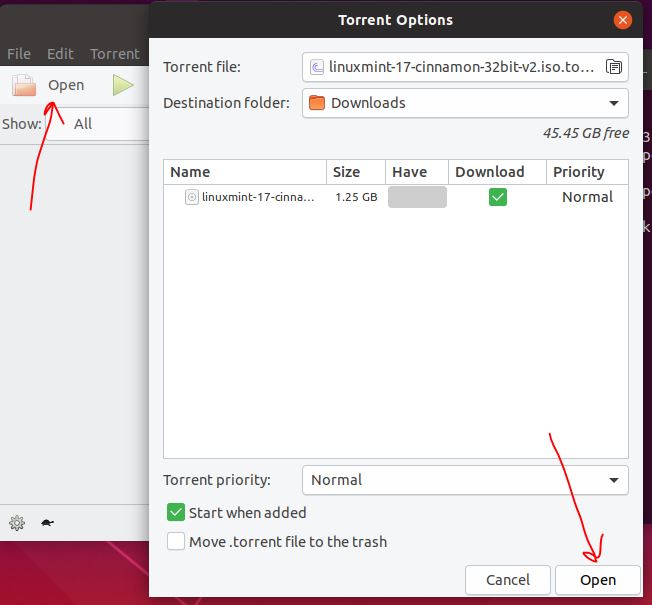 Torrent Options
File Edit Torrent
Open
Show: All
Torrent file: linuxmint-17-cinnamon-32bit-v2.iso.to...
Destination folder: Downloads
45.45 GB free
Name Size Have Download Priority
linuxmint-17-cinna... 1.25 GB Normal
Torrent priority: Normal
Start when added
Move .torrent file to the trash
Cancel Open